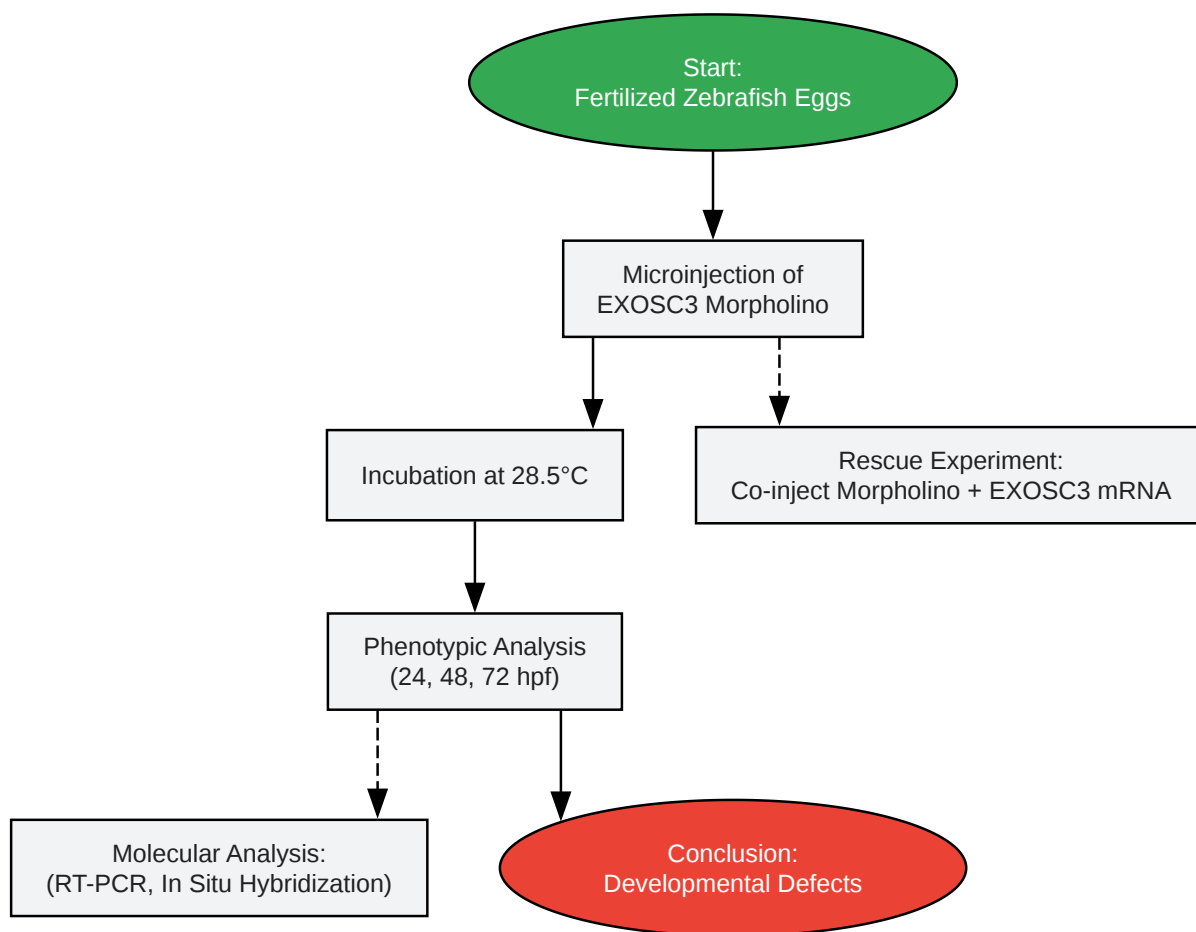 Start:
Fertilized Zebrafish Eggs
Microinjection of
EXOSC3 Morpholino
Incubation at 28.5°C
Rescue Experiment:
Co-inject Morpholino + EXOSC3 mRNA
Phenotypic Analysis
(24, 48, 72 hpf)
Molecular Analysis:
(RT-PCR, In Situ Hybridization)
Conclusion:
Developmental Defects